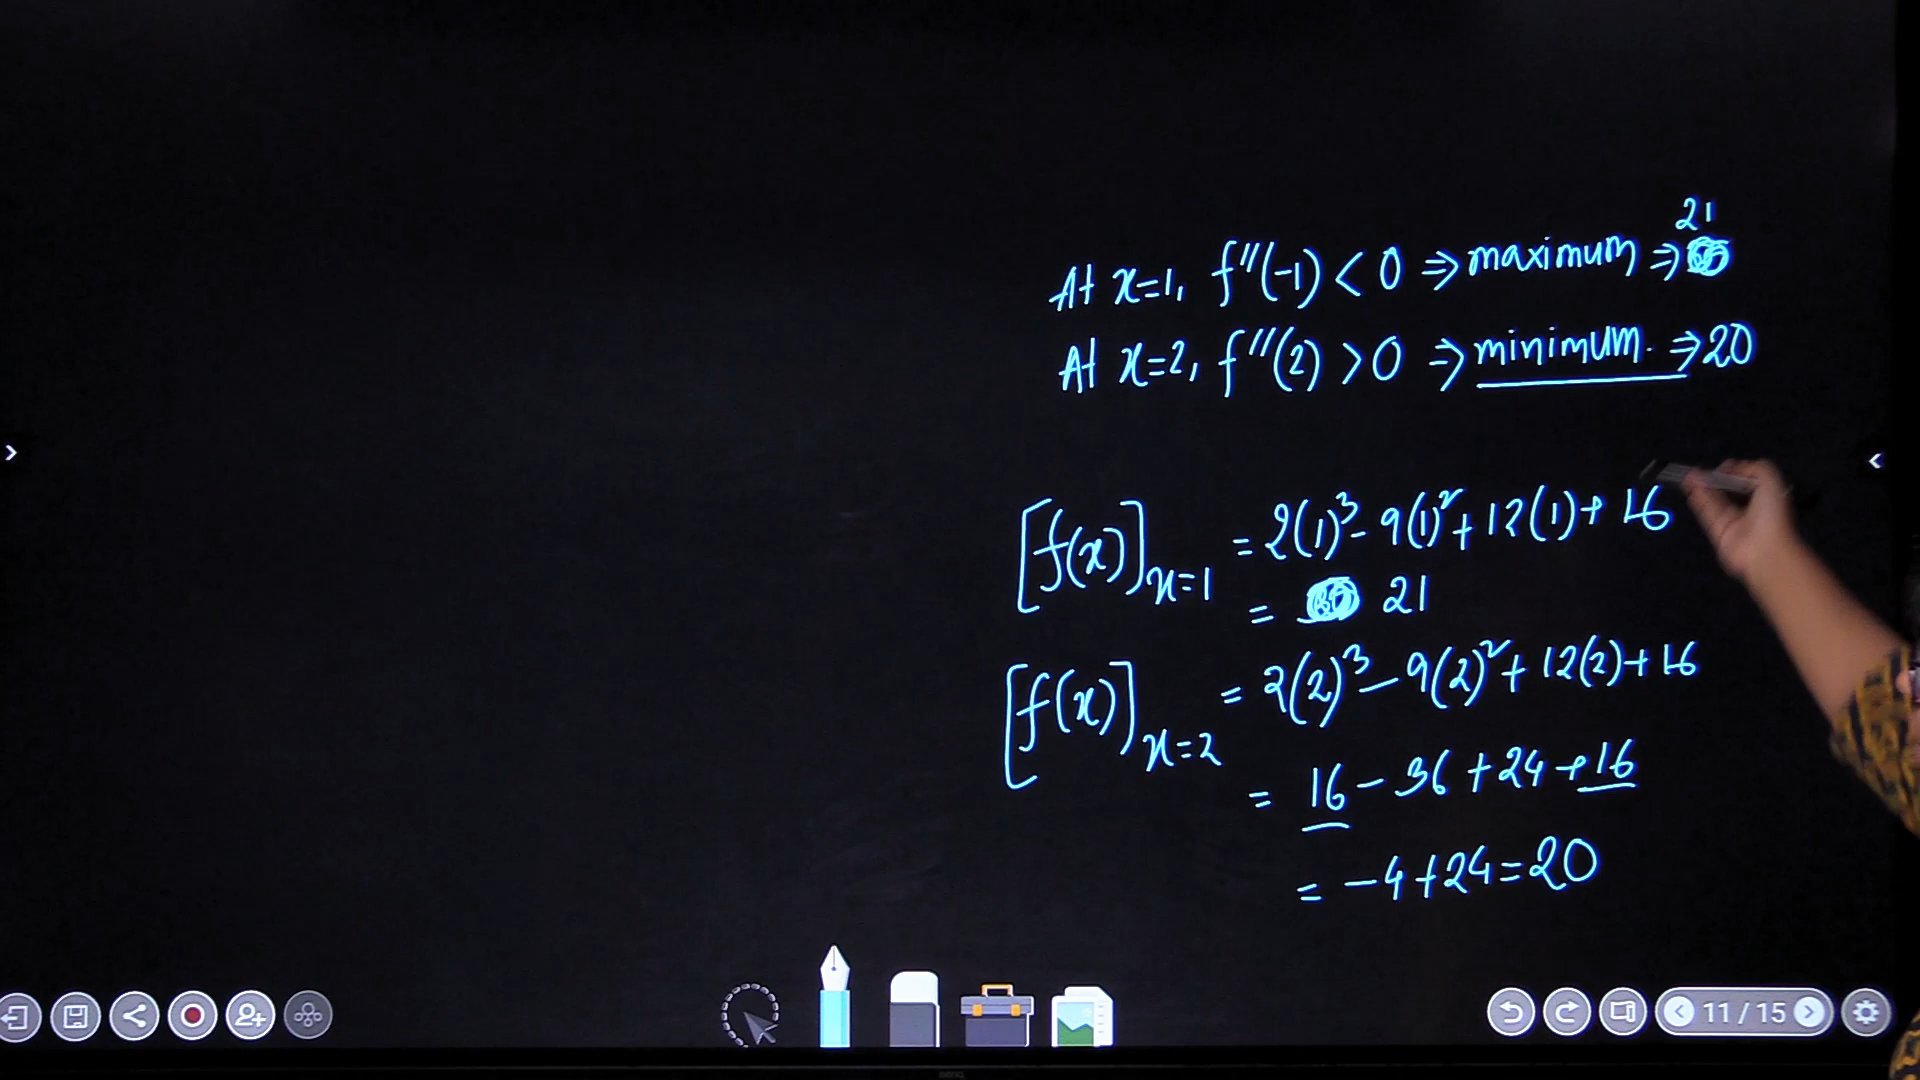 21
At x=1, f''(-1) < 0 ⇒ maximum ⇒
At x=2, f''(2) > 0 ⇒ minimum. ⇒ 20
[f(x)]x=1 = 2(1)³ - 9(1)² + 12(1) + 16
= 21
[f(x)]x=2 = 2(2)³ - 9(2)² + 12(2) + 16
= 16 - 36 + 24 + 16
= -4 + 24 = 20
11 / 15